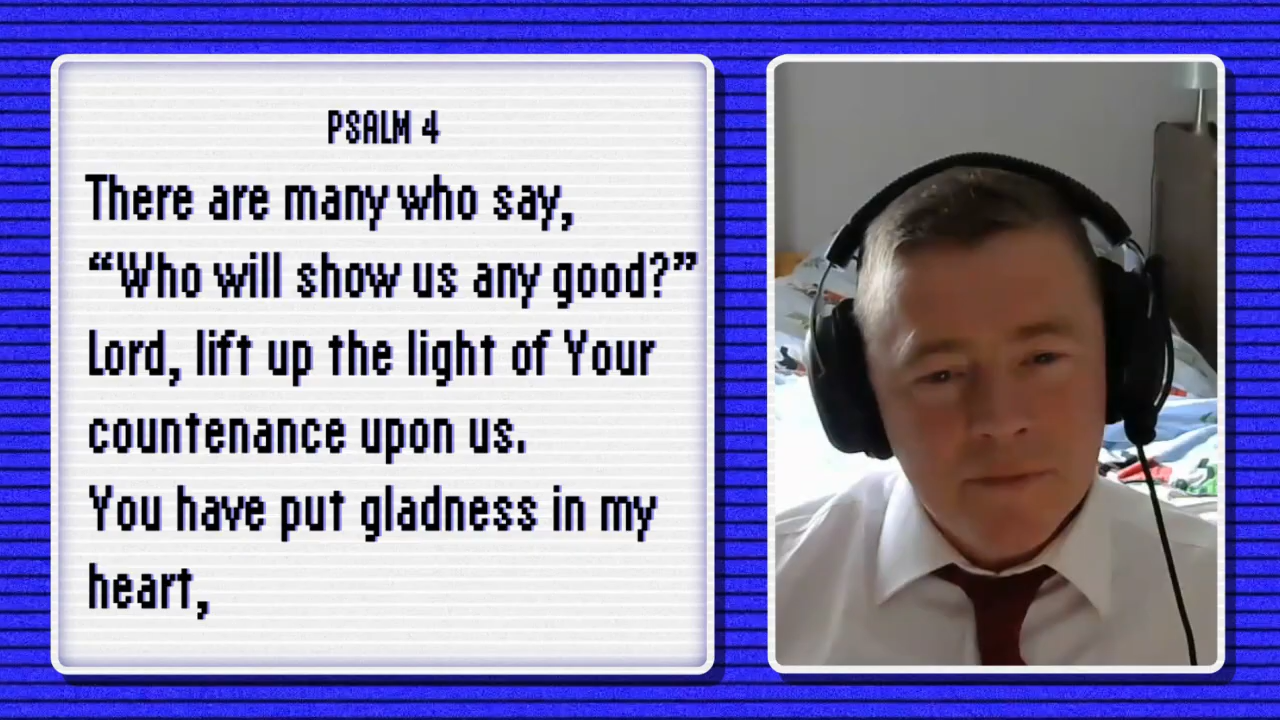 PSALM 4
There are many who say,
“Who will show us any good?”
Lord, lift up the light of Your
countenance upon us.
You have put gladness in my
heart,